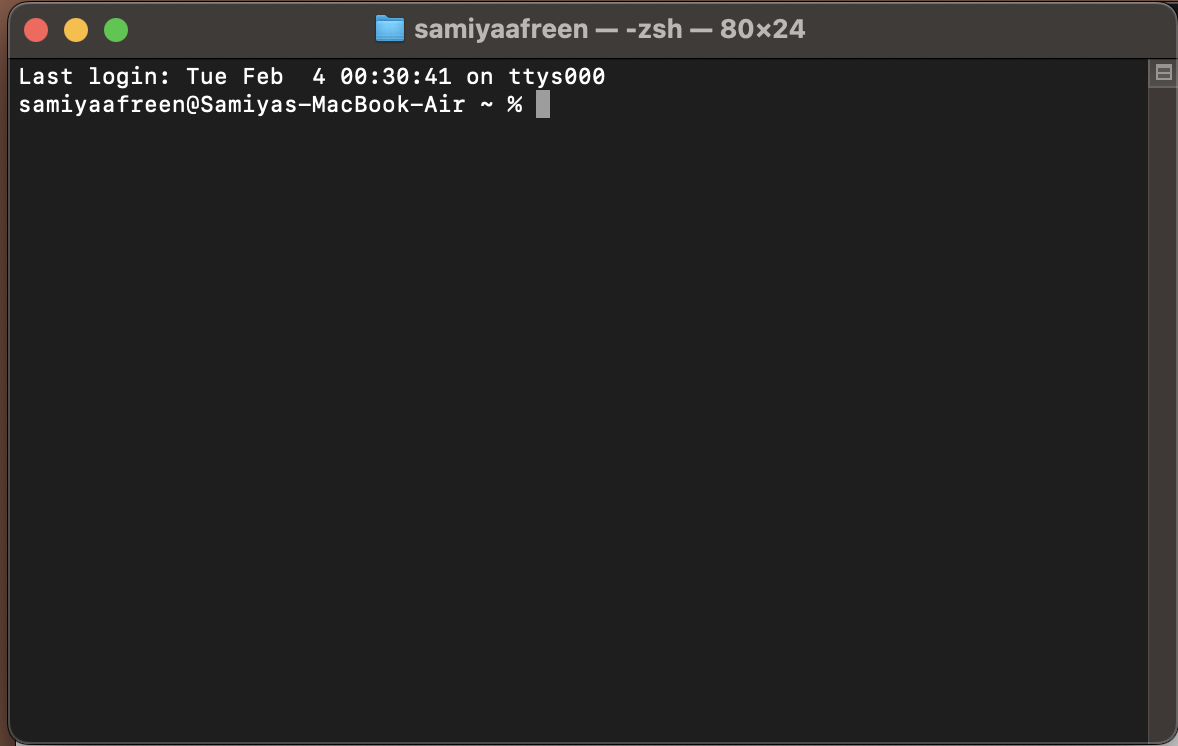 samiyaafreen — -zsh — 80×24
Last login: Tue Feb  4 00:30:41 on ttys000
samiyaafreen@Samiyas-MacBook-Air ~ %